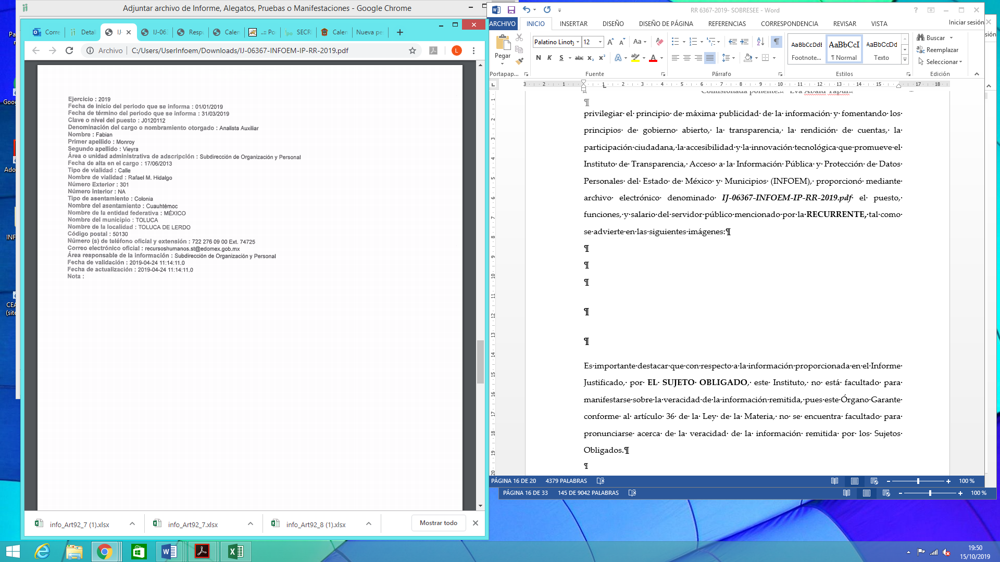 Adjuntar archivo de Informe, Alegatos, Pruebas o Manifestaciones - Google Chrome
Corre
Detal
IJ-
IJ-063
Respu
Calen
..:: Po
SECR
Calen
Nueva pe
Archivo | C:/Users/UserInfoem/Downloads/IJ-06367-INFOEM-IP-RR-2019.pdf
L
Ejercicio : 2019
Fecha de inicio del periodo que se informa : 01/01/2019
Fecha de término del periodo que se informa : 31/03/2019
Clave o nivel del puesto : J0120112
Denominación del cargo o nombramiento otorgado : Analista Auxiliar
Nombre : Fabian
Primer apellido : Monroy
Segundo apellido : Vieyra
Área o unidad administrativa de adscripción : Subdirección de Organización y Personal
Fecha de alta en el cargo : 17/06/2013
Tipo de vialidad : Calle
Nombre de vialidad : Rafael M. Hidalgo
Número Exterior : 301
Número Interior : NA
Tipo de asentamiento : Colonia
Nombre del asentamiento : Cuauhtémoc
Nombre de la entidad federativa : MÉXICO
Nombre del municipio : TOLUCA
Nombre de la localidad : TOLUCA DE LERDO
Código postal : 50130
Número (s) de teléfono oficial y extensión : 722 276 09 00 Ext. 74725
Correo electrónico oficial : recursoshumanos.st@edomex.gob.mx
Área responsable de la información : Subdirección de Organización y Personal
Fecha de validación : 2019-04-24 11:14:11.0
Fecha de actualización : 2019-04-24 11:14:11.0
Nota :
info_Art92_7 (1).xlsx
info_Art92_7.xlsx
info_Art92_8 (1).xlsx
Mostrar todo
RR 6367-2019- SOBRESEE - Word
ARCHIVO INICIO INSERTAR DISEÑO DISEÑO DE PÁGINA REFERENCIAS CORRESPONDENCIA REVISAR VISTA Iniciar sesión
Pegar
Palatino Linoty 12
N K S abc x₂ x²
AaBbCcDdE AaBbCcI AaBbCcDd
Footnote... ¶ Normal Texto
Buscar
Reemplazar
Seleccionar
Portapap... Fuente Párrafo Estilos Edición
Comisionada ponente: Eva Abaid Yapur
¶
privilegiar el principio de máxima publicidad de la información y fomentando los
principios de gobierno abierto, la transparencia, la rendición de cuentas, la
participación ciudadana, la accesibilidad y la innovación tecnológica que promueve el
Instituto de Transparencia, Acceso a la Información Pública y Protección de Datos
Personales del Estado de México y Municipios (INFOEM), proporcionó mediante
archivo electrónico denominado IJ-06367-INFOEM-IP-RR-2019.pdf el puesto,
funciones, y salario del servidor público mencionado por la RECURRENTE, tal como
se advierte en las siguientes imágenes:¶
¶
¶
¶
¶
¶
Es importante destacar que con respecto a la información proporcionada en el Informe
Justificado, por EL SUJETO OBLIGADO, este Instituto, no está facultado para
manifestarse sobre la veracidad de la información remitida, pues este Órgano Garante
conforme al artículo 36 de la Ley de la Materia, no se encuentra facultado para
pronunciarse acerca de la veracidad de la información remitida por los Sujetos
Obligados.¶
¶
PÁGINA 16 DE 20 4379 PALABRAS 100 %
PÁGINA 16 DE 33 145 DE 9042 PALABRAS 100 %
19:50
15/10/2019